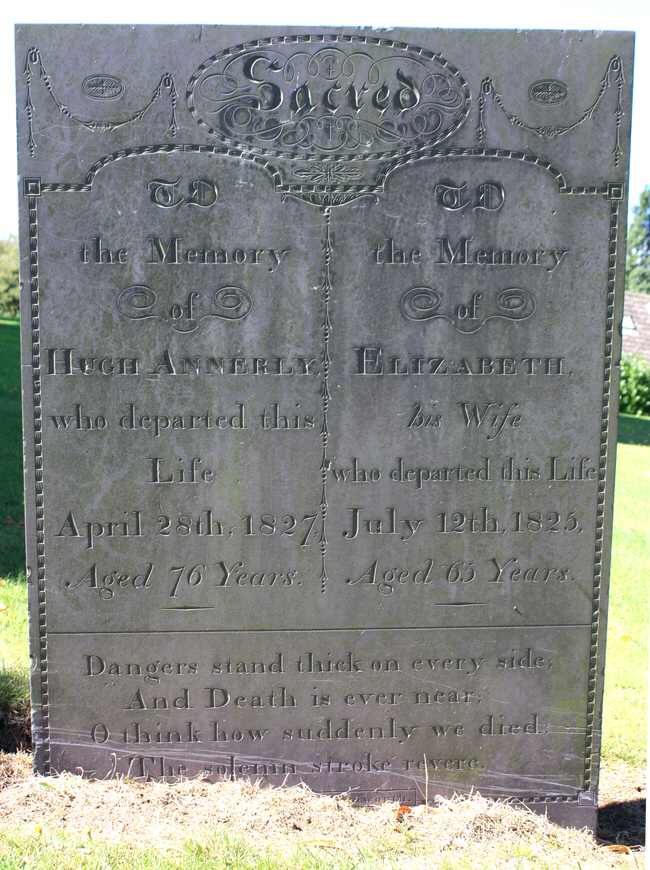 Sacred
TO
the Memory
of
HUGH ANNERLY,
who departed this
Life
April 28th, 1827,
Aged 76 Years.
TO
the Memory
of
ELIZABETH,
his Wife
who departed this Life
July 12th, 1825,
Aged 65 Years.
Dangers stand thick on every side;
And Death is ever near;
O think how suddenly we died,
The solemn stroke revere.